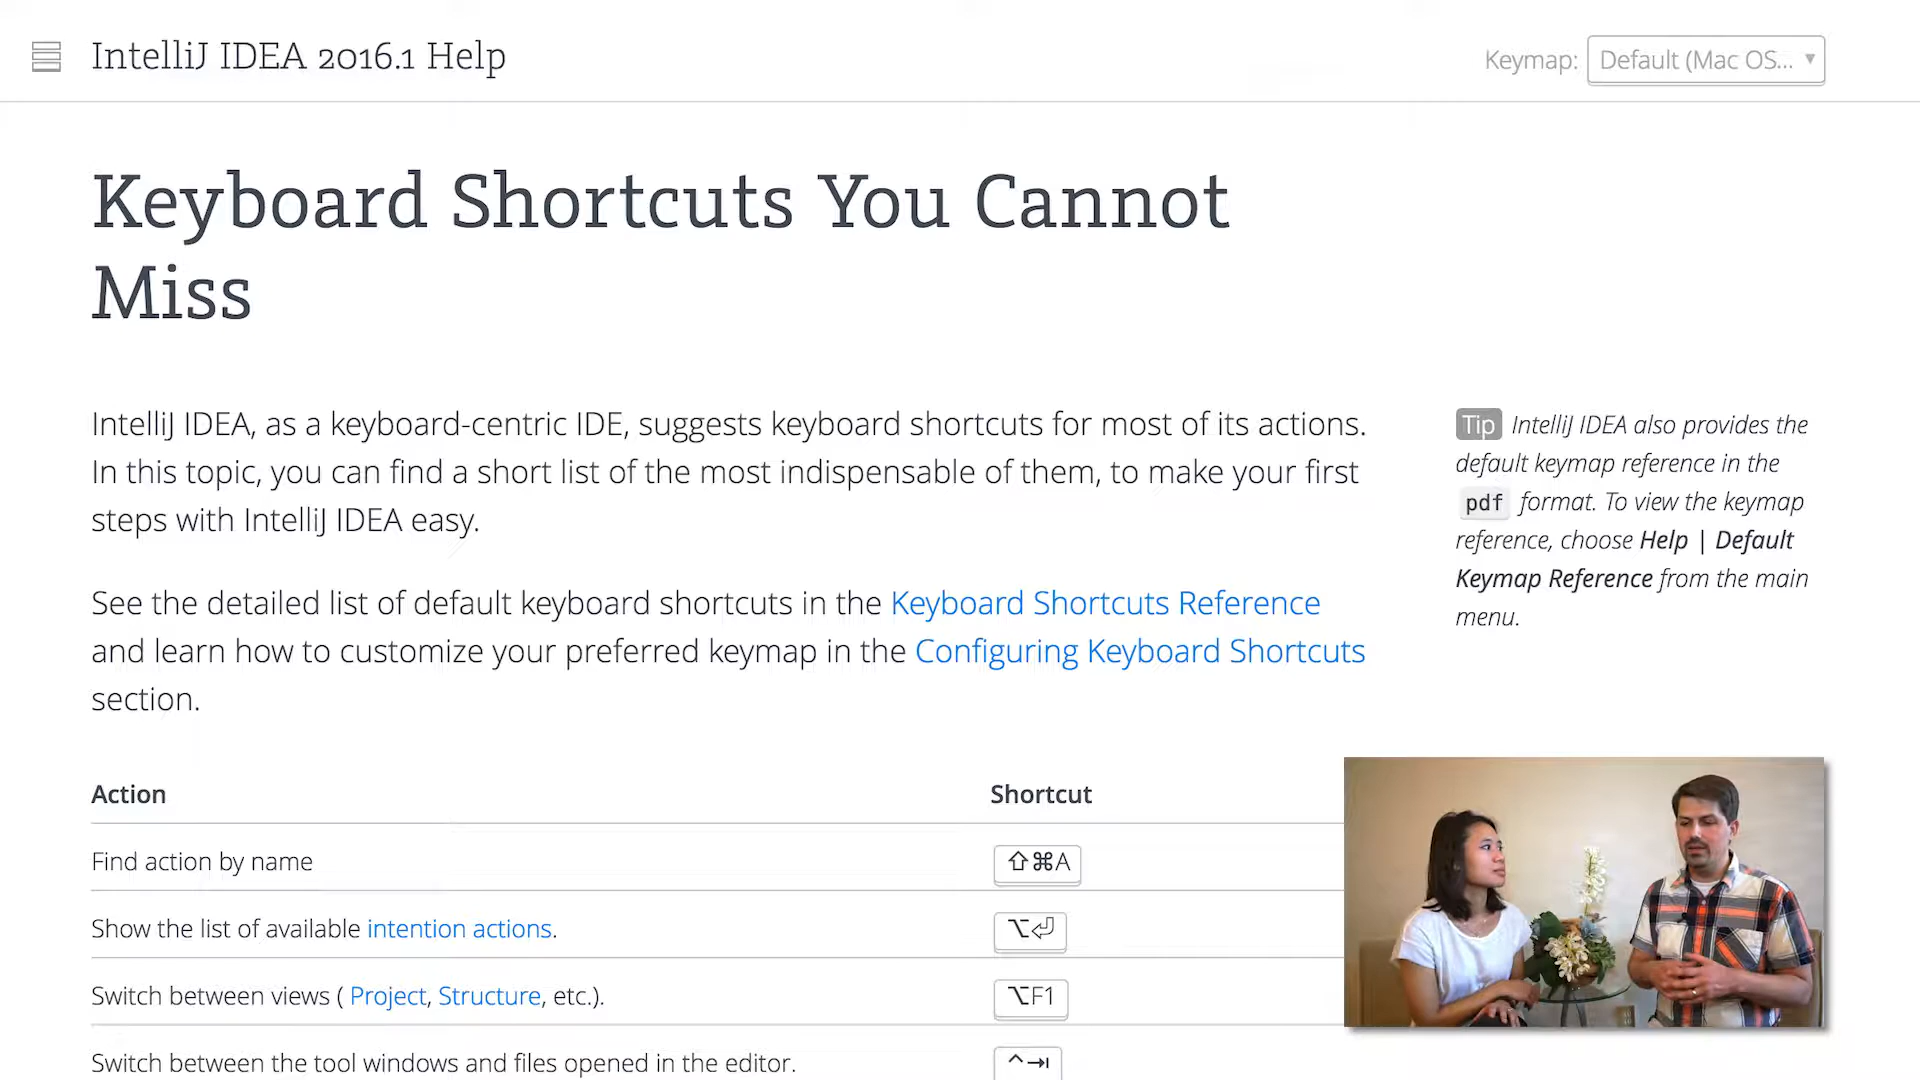 IntelliJ IDEA 2016.1 Help
Keymap: Default (Mac OS... ▼
Keyboard Shortcuts You Cannot
Miss
IntelliJ IDEA, as a keyboard-centric IDE, suggests keyboard shortcuts for most of its actions.
In this topic, you can find a short list of the most indispensable of them, to make your first
steps with IntelliJ IDEA easy.
See the detailed list of default keyboard shortcuts in the Keyboard Shortcuts Reference
and learn how to customize your preferred keymap in the Configuring Keyboard Shortcuts
section.
Tip IntelliJ IDEA also provides the
default keymap reference in the
pdf format. To view the keymap
reference, choose Help | Default
Keymap Reference from the main
menu.
Action Shortcut
Find action by name ⇧⌘A
Show the list of available intention actions. ⌥⏎
Switch between views ( Project, Structure, etc.). ⌥F1
Switch between the tool windows and files opened in the editor. ⌃⇥